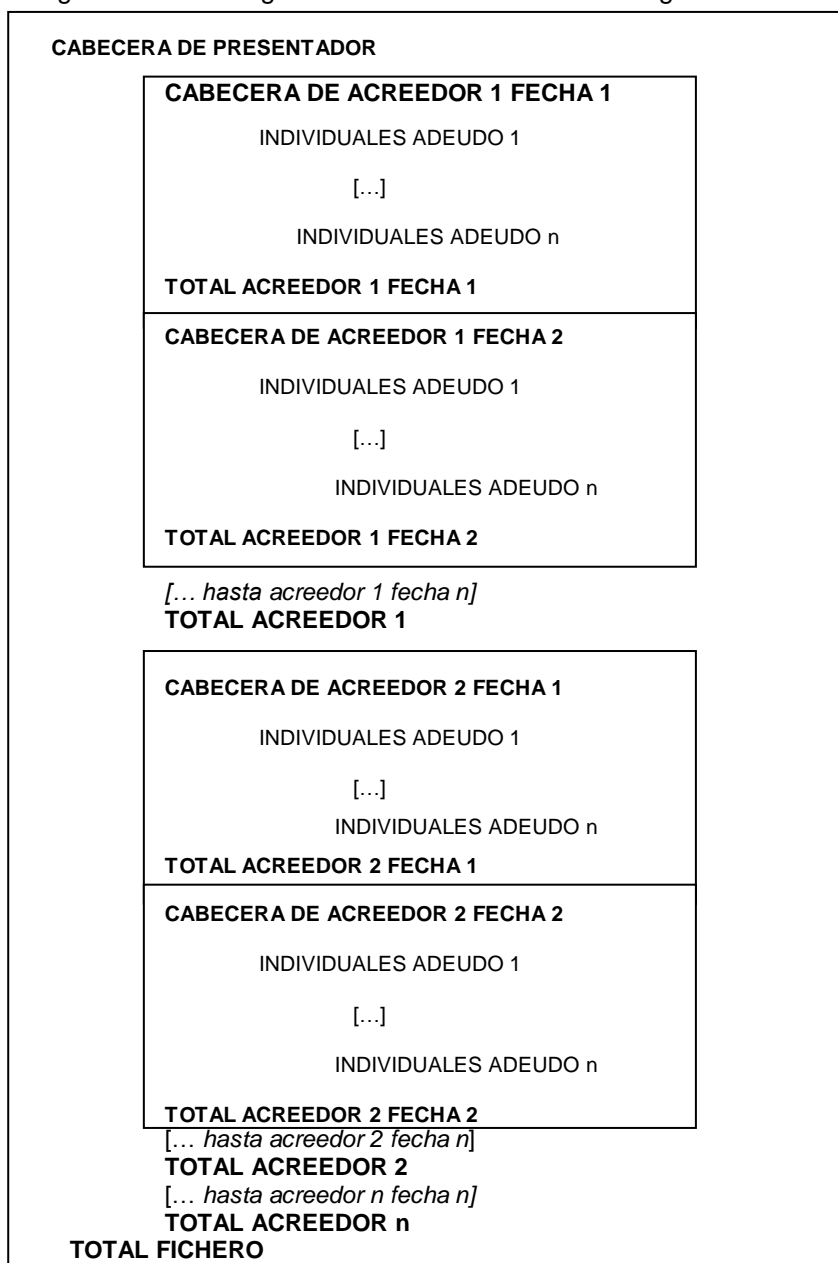 CABECERA DE PRESENTADOR
CABECERA DE ACREEDOR 1 FECHA 1
INDIVIDUALES ADEUDO 1
[…]
INDIVIDUALES ADEUDO n
TOTAL ACREEDOR 1 FECHA 1
CABECERA DE ACREEDOR 1 FECHA 2
INDIVIDUALES ADEUDO 1
[…]
INDIVIDUALES ADEUDO n
TOTAL ACREEDOR 1 FECHA 2
[… hasta acreedor 1 fecha n]
TOTAL ACREEDOR 1
CABECERA DE ACREEDOR 2 FECHA 1
INDIVIDUALES ADEUDO 1
[…]
INDIVIDUALES ADEUDO n
TOTAL ACREEDOR 2 FECHA 1
CABECERA DE ACREEDOR 2 FECHA 2
INDIVIDUALES ADEUDO 1
[…]
INDIVIDUALES ADEUDO n
TOTAL ACREEDOR 2 FECHA 2
[… hasta acreedor 2 fecha n]
TOTAL ACREEDOR 2
[… hasta acreedor n fecha n]
TOTAL ACREEDOR n
TOTAL FICHERO